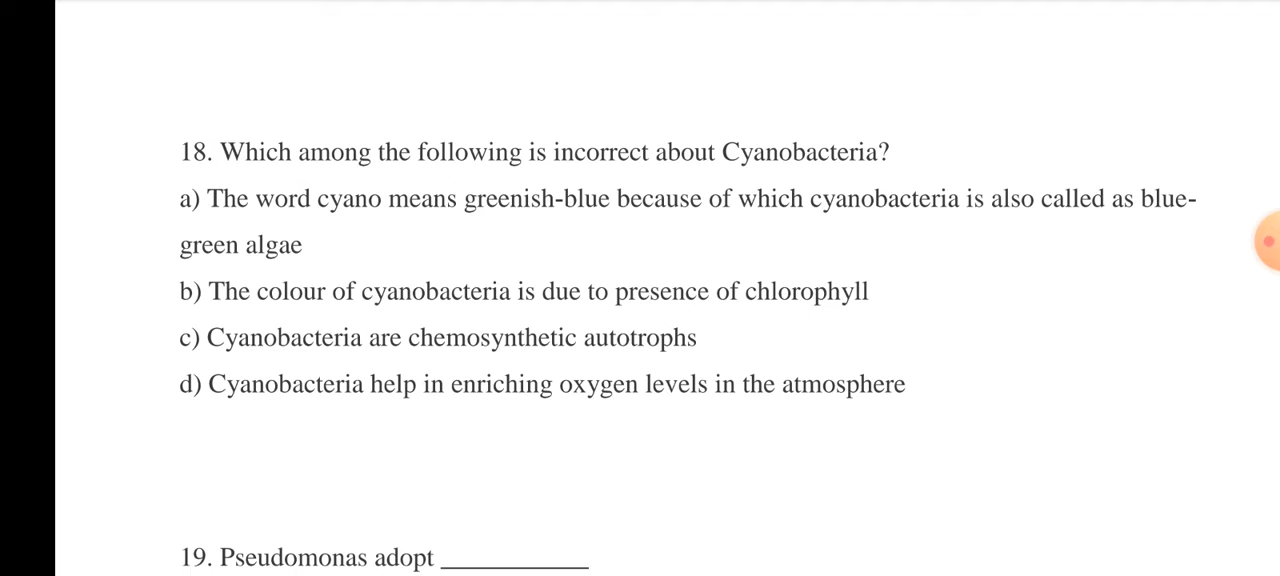 18. Which among the following is incorrect about Cyanobacteria?
a) The word cyano means greenish-blue because of which cyanobacteria is also called as blue-
green algae
b) The colour of cyanobacteria is due to presence of chlorophyll
c) Cyanobacteria are chemosynthetic autotrophs
d) Cyanobacteria help in enriching oxygen levels in the atmosphere
19. Pseudomonas adopt ___________